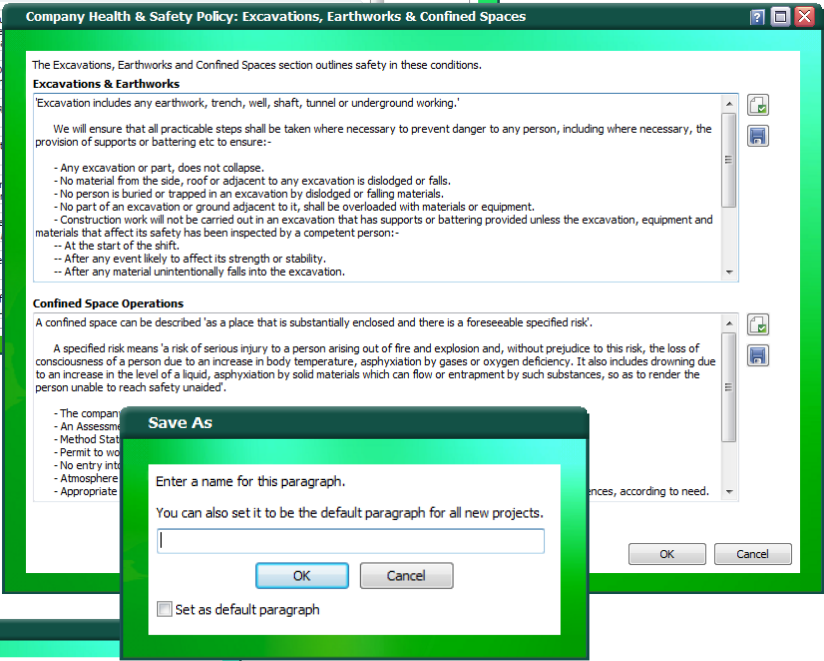 Company Health & Safety Policy: Excavations, Earthworks & Confined Spaces
The Excavations, Earthworks and Confined Spaces section outlines safety in these conditions.
Excavations & Earthworks
'Excavation includes any earthwork, trench, well, shaft, tunnel or underground working.'
We will ensure that all practicable steps shall be taken where necessary to prevent danger to any person, including where necessary, the
provision of supports or battering etc to ensure:-
- Any excavation or part, does not collapse.
- No material from the side, roof or adjacent to any excavation is dislodged or falls.
- No person is buried or trapped in an excavation by dislodged or falling materials.
- No part of an excavation or ground adjacent to it, shall be overloaded with materials or equipment.
- Construction work will not be carried out in an excavation that has supports or battering provided unless the excavation, equipment and
materials that affect its safety has been inspected by a competent person:-
-- At the start of the shift.
-- After any event likely to affect its strength or stability.
-- After any material unintentionally falls into the excavation.
Confined Space Operations
A confined space can be described 'as a place that is substantially enclosed and there is a foreseeable specified risk'.
A specified risk means 'a risk of serious injury to a person arising out of fire and explosion and, without prejudice to this risk, the loss of
consciousness of a person due to an increase in body temperature, asphyxiation by gases or oxygen deficiency. It also includes drowning due
to an increase in the level of a liquid, asphyxiation by solid materials which can flow or entrapment by such substances, so as to render the
person unable to reach safety unaided'.
- The company
- An Assessme
- Method Stat
- Permit to wo
- No entry into
- Atmosphere
- Appropriate ences, according to need.
OK Cancel
Save As
Enter a name for this paragraph.
You can also set it to be the default paragraph for all new projects.
OK Cancel
Set as default paragraph